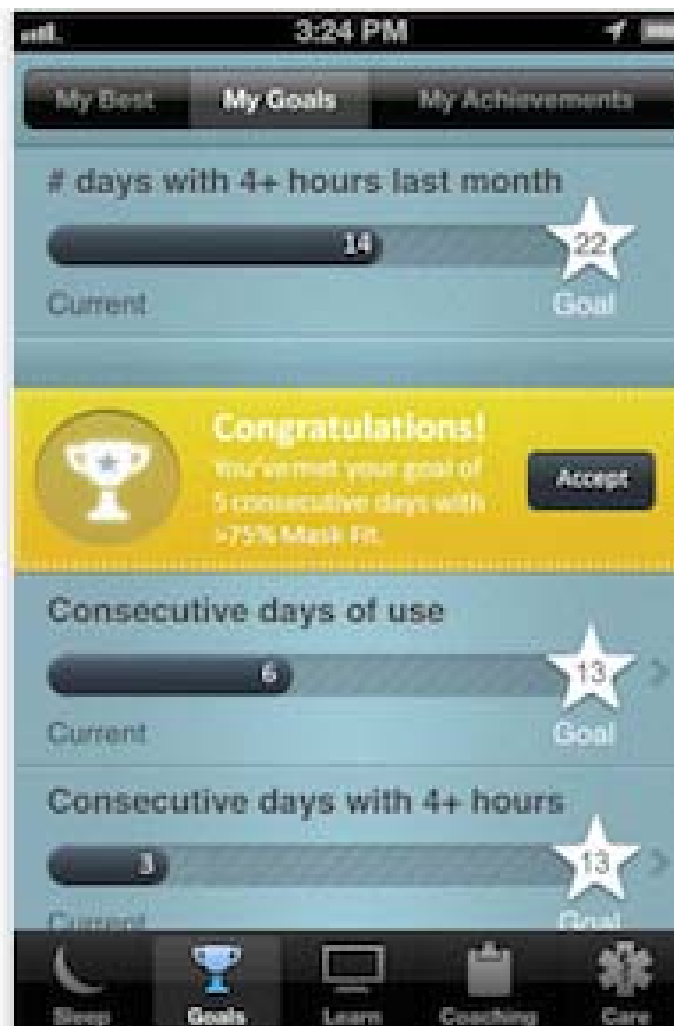 3:24 PM
My Best My Goals My Achievements
# days with 4+ hours last month
14 22
Current Goal
Congratulations!
You've met your goal of
5 consecutive days with
>75% Mask Fit.
Accept
Consecutive days of use
6 13
Current Goal
Consecutive days with 4+ hours
3 13
Current Goal
Sleep Goals Learn Coaching Care